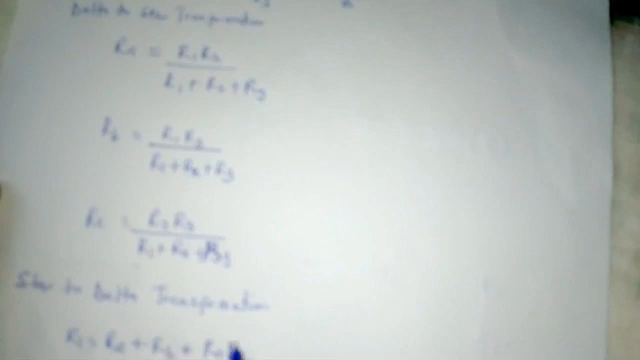 Delta to Star Transformation
Ra = R1R2 / R1 + R2 + R3
Rb = R1R3 / R1 + R2 + R3
Rc = R2R3 / R1 + R2 + R3
Star to Delta Transformation
R1 = Ra + Rb +